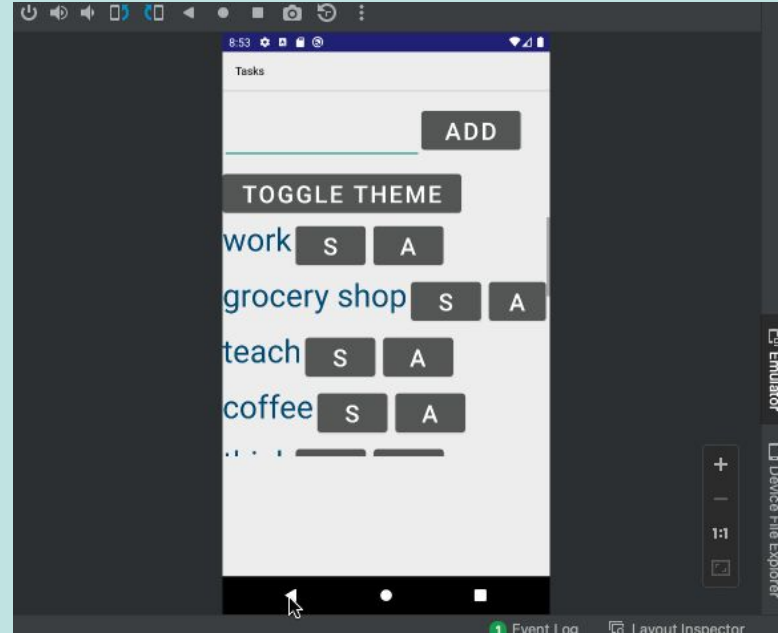 8:53
Tasks
ADD
TOGGLE THEME
work S A
grocery shop S A
teach S A
coffee S A
1:1
Emulator
Device File Explorer
1 Event Log Layout Inspector